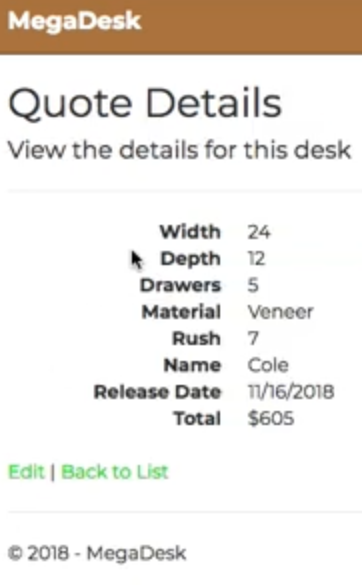 MegaDesk
Quote Details
View the details for this desk
Width 24
Depth 12
Drawers 5
Material Veneer
Rush 7
Name Cole
Release Date 11/16/2018
Total $605
Edit | Back to List
© 2018 - MegaDesk